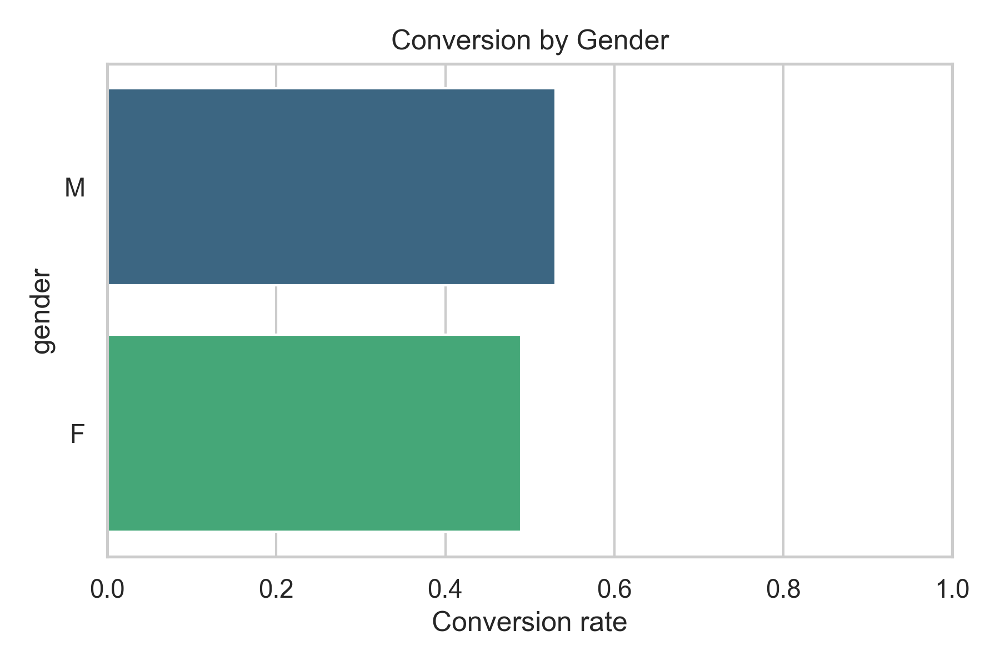 Conversion by Gender
M
gender
F
0.0 0.2 0.4 0.6 0.8 1.0
Conversion rate